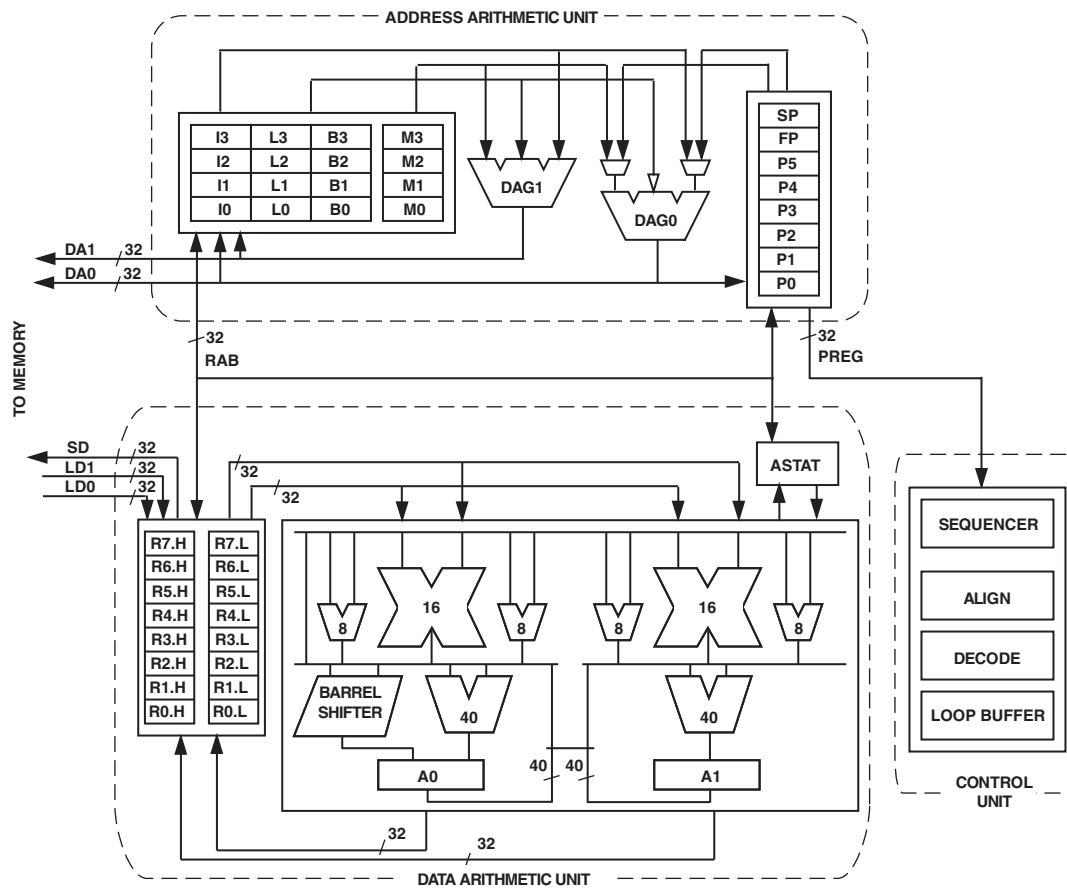 ADDRESS ARITHMETIC UNIT
SP
FP
P5
P4
P3
P2
P1
P0
I3 L3 B3 M3
I2 L2 B2 M2
I1 L1 B1 M1
I0 L0 B0 M0
DAG1
DAG0
DA1 32
DA0 32
32
RAB
32
PREG
TO MEMORY
SD 32
LD1 32
LD0 32
32
32
ASTAT
R7.H R7.L
R6.H R6.L
R5.H R5.L
R4.H R4.L
R3.H R3.L
R2.H R2.L
R1.H R1.L
R0.H R0.L
8 16 8 8 16 8
BARREL
SHIFTER
40
40
40 40
A0
A1
32
32
DATA ARITHMETIC UNIT
SEQUENCER
ALIGN
DECODE
LOOP BUFFER
CONTROL
UNIT